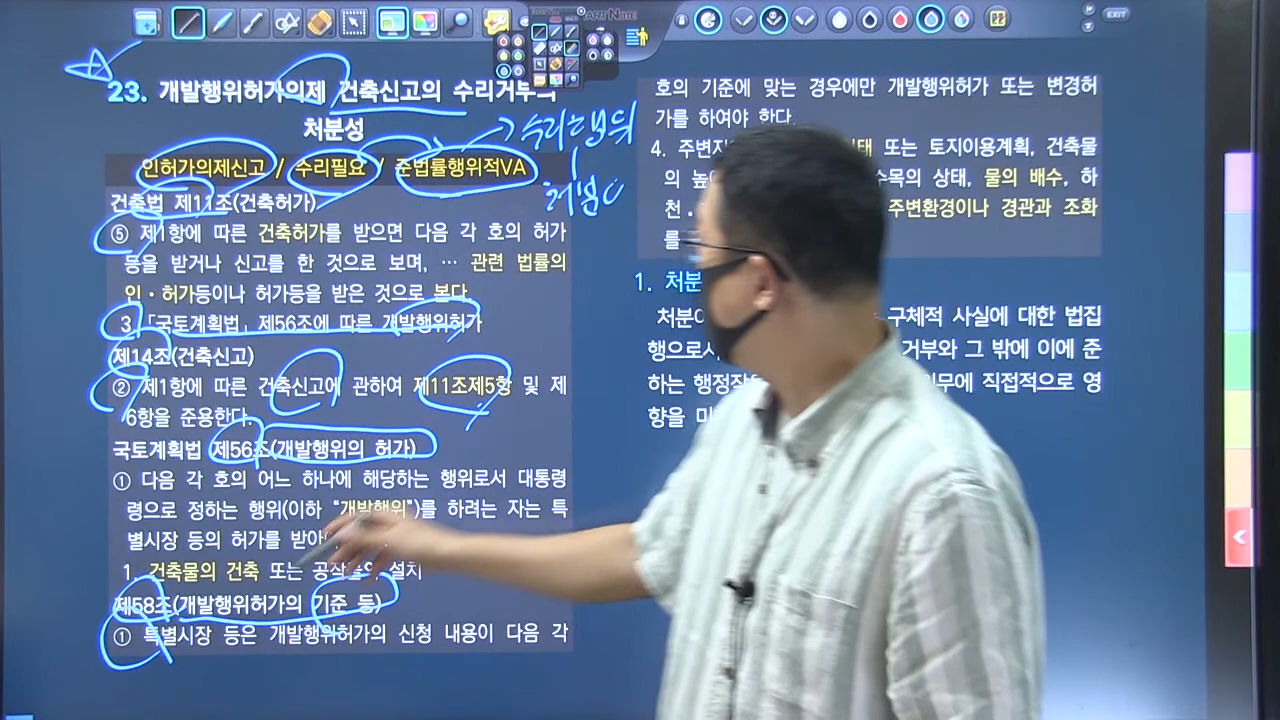 ART NOTE
EXIT
23. 개발행위허가의제 건축신고의 수리거부의
처분성
수리는 법 위
인허가의제신고 / 수리필요 / 준법률행위적VA
처분
건축법 제11조(건축허가)
⑤ 제1항에 따른 건축허가를 받으면 다음 각 호의 허가
등을 받거나 신고를 한 것으로 보며, … 관련 법률의
인·허가등이나 허가등을 받은 것으로 본다.
3. 「국토계획법」 제56조에 따른 개발행위허가
제14조(건축신고)
② 제1항에 따른 건축신고에 관하여 제11조제5항 및 제
6항을 준용한다.
국토계획법 제56조(개발행위의 허가)
① 다음 각 호의 어느 하나에 해당하는 행위로서 대통령
령으로 정하는 행위(이하 “개발행위”)를 하려는 자는 특
별시장 등의 허가를 받아
1. 건축물의 건축 또는 공작물의 설치
제58조(개발행위허가의 기준 등)
① 특별시장 등은 개발행위허가의 신청 내용이 다음 각
호의 기준에 맞는 경우에만 개발행위허가 또는 변경허
가를 하여야 한다.
4. 주변지 태 또는 토지이용계획, 건축물
의 높 수목의 상태, 물의 배수, 하
천· 주변환경이나 경관과 조화
를
1. 처분
처분이 구체적 사실에 대한 법집
행으로서 거부와 그 밖에 이에 준
하는 행정작 의무에 직접적으로 영
향을 미